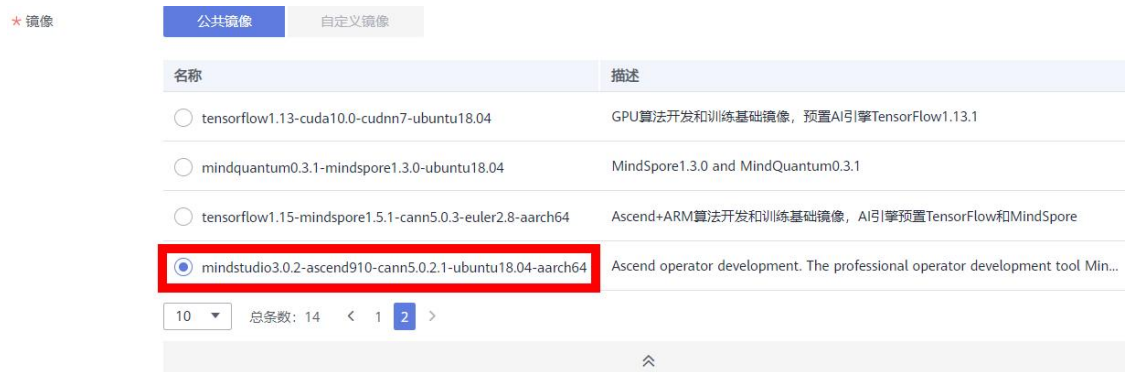 * 镜像
公共镜像 自定义镜像
名称 描述
tensorflow1.13-cuda10.0-cudnn7-ubuntu18.04 GPU算法开发和训练基础镜像，预置AI引擎TensorFlow1.13.1
mindquantum0.3.1-mindspore1.3.0-ubuntu18.04 MindSpore1.3.0 and MindQuantum0.3.1
tensorflow1.15-mindspore1.5.1-cann5.0.3-euler2.8-aarch64 Ascend+ARM算法开发和训练基础镜像，AI引擎预置TensorFlow和MindSpore
mindstudio3.0.2-ascend910-cann5.0.2.1-ubuntu18.04-aarch64 Ascend operator development. The professional operator development tool Min...
10 总条数：14 < 1 2 >